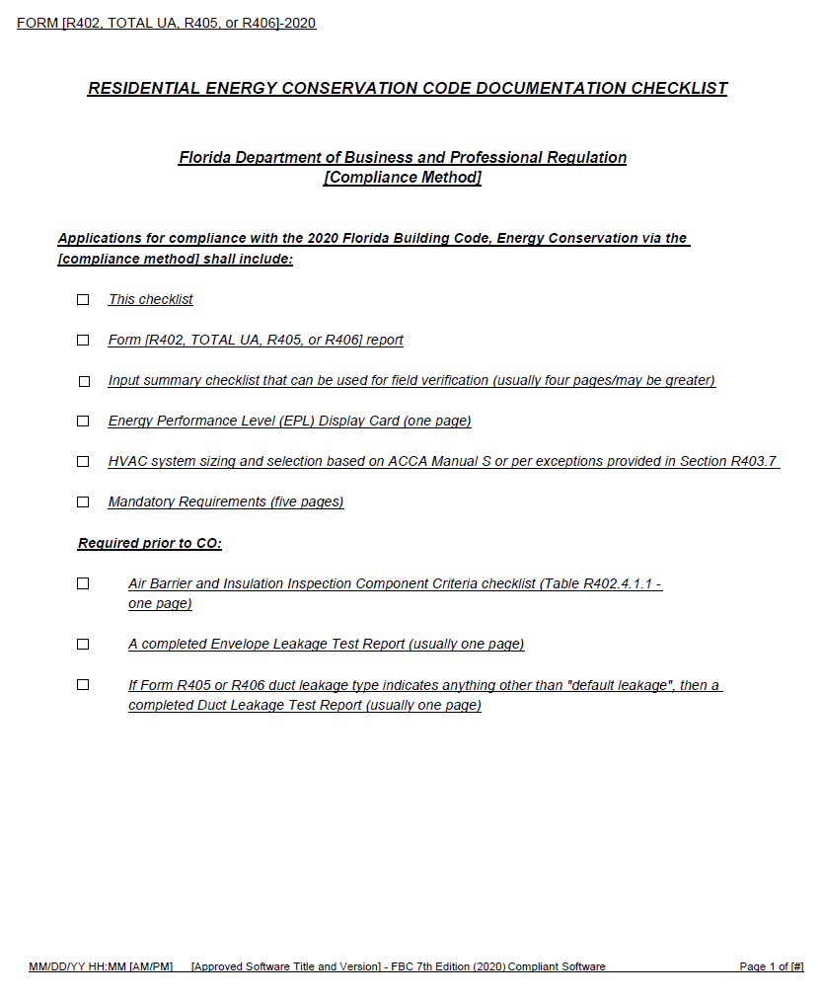 FORM [R402, TOTAL UA, R405, or R406]-2020
RESIDENTIAL ENERGY CONSERVATION CODE DOCUMENTATION CHECKLIST
Florida Department of Business and Professional Regulation
[Compliance Method]
Applications for compliance with the 2020 Florida Building Code, Energy Conservation via the
[compliance method] shall include:
This checklist
Form [R402, TOTAL UA, R405, or R406] report
Input summary checklist that can be used for field verification (usually four pages/may be greater)
Energy Performance Level (EPL) Display Card (one page)
HVAC system sizing and selection based on ACCA Manual S or per exceptions provided in Section R403.7
Mandatory Requirements (five pages)
Required prior to CO:
Air Barrier and Insulation Inspection Component Criteria checklist (Table R402.4.1.1 -
one page)
A completed Envelope Leakage Test Report (usually one page)
If Form R405 or R406 duct leakage type indicates anything other than "default leakage", then a
completed Duct Leakage Test Report (usually one page)
MM/DD/YY HH:MM [AM/PM] [Approved Software Title and Version] - FBC 7th Edition (2020) Compliant Software Page 1 of [#]